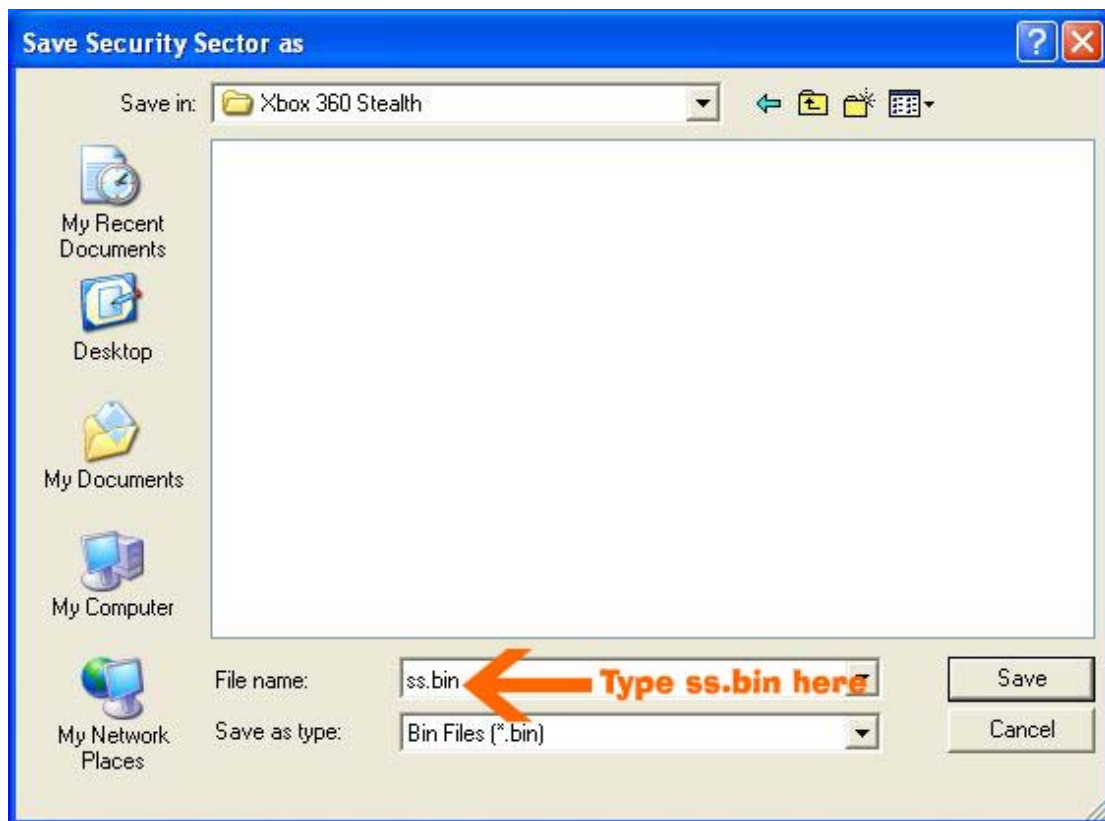 Save Security Sector as
Save in:
Xbox 360 Stealth
My Recent
Documents
Desktop
My Documents
My Computer
My Network
Places
File name:
ss.bin
Type ss.bin here
Save
Save as type:
Bin Files (*.bin)
Cancel